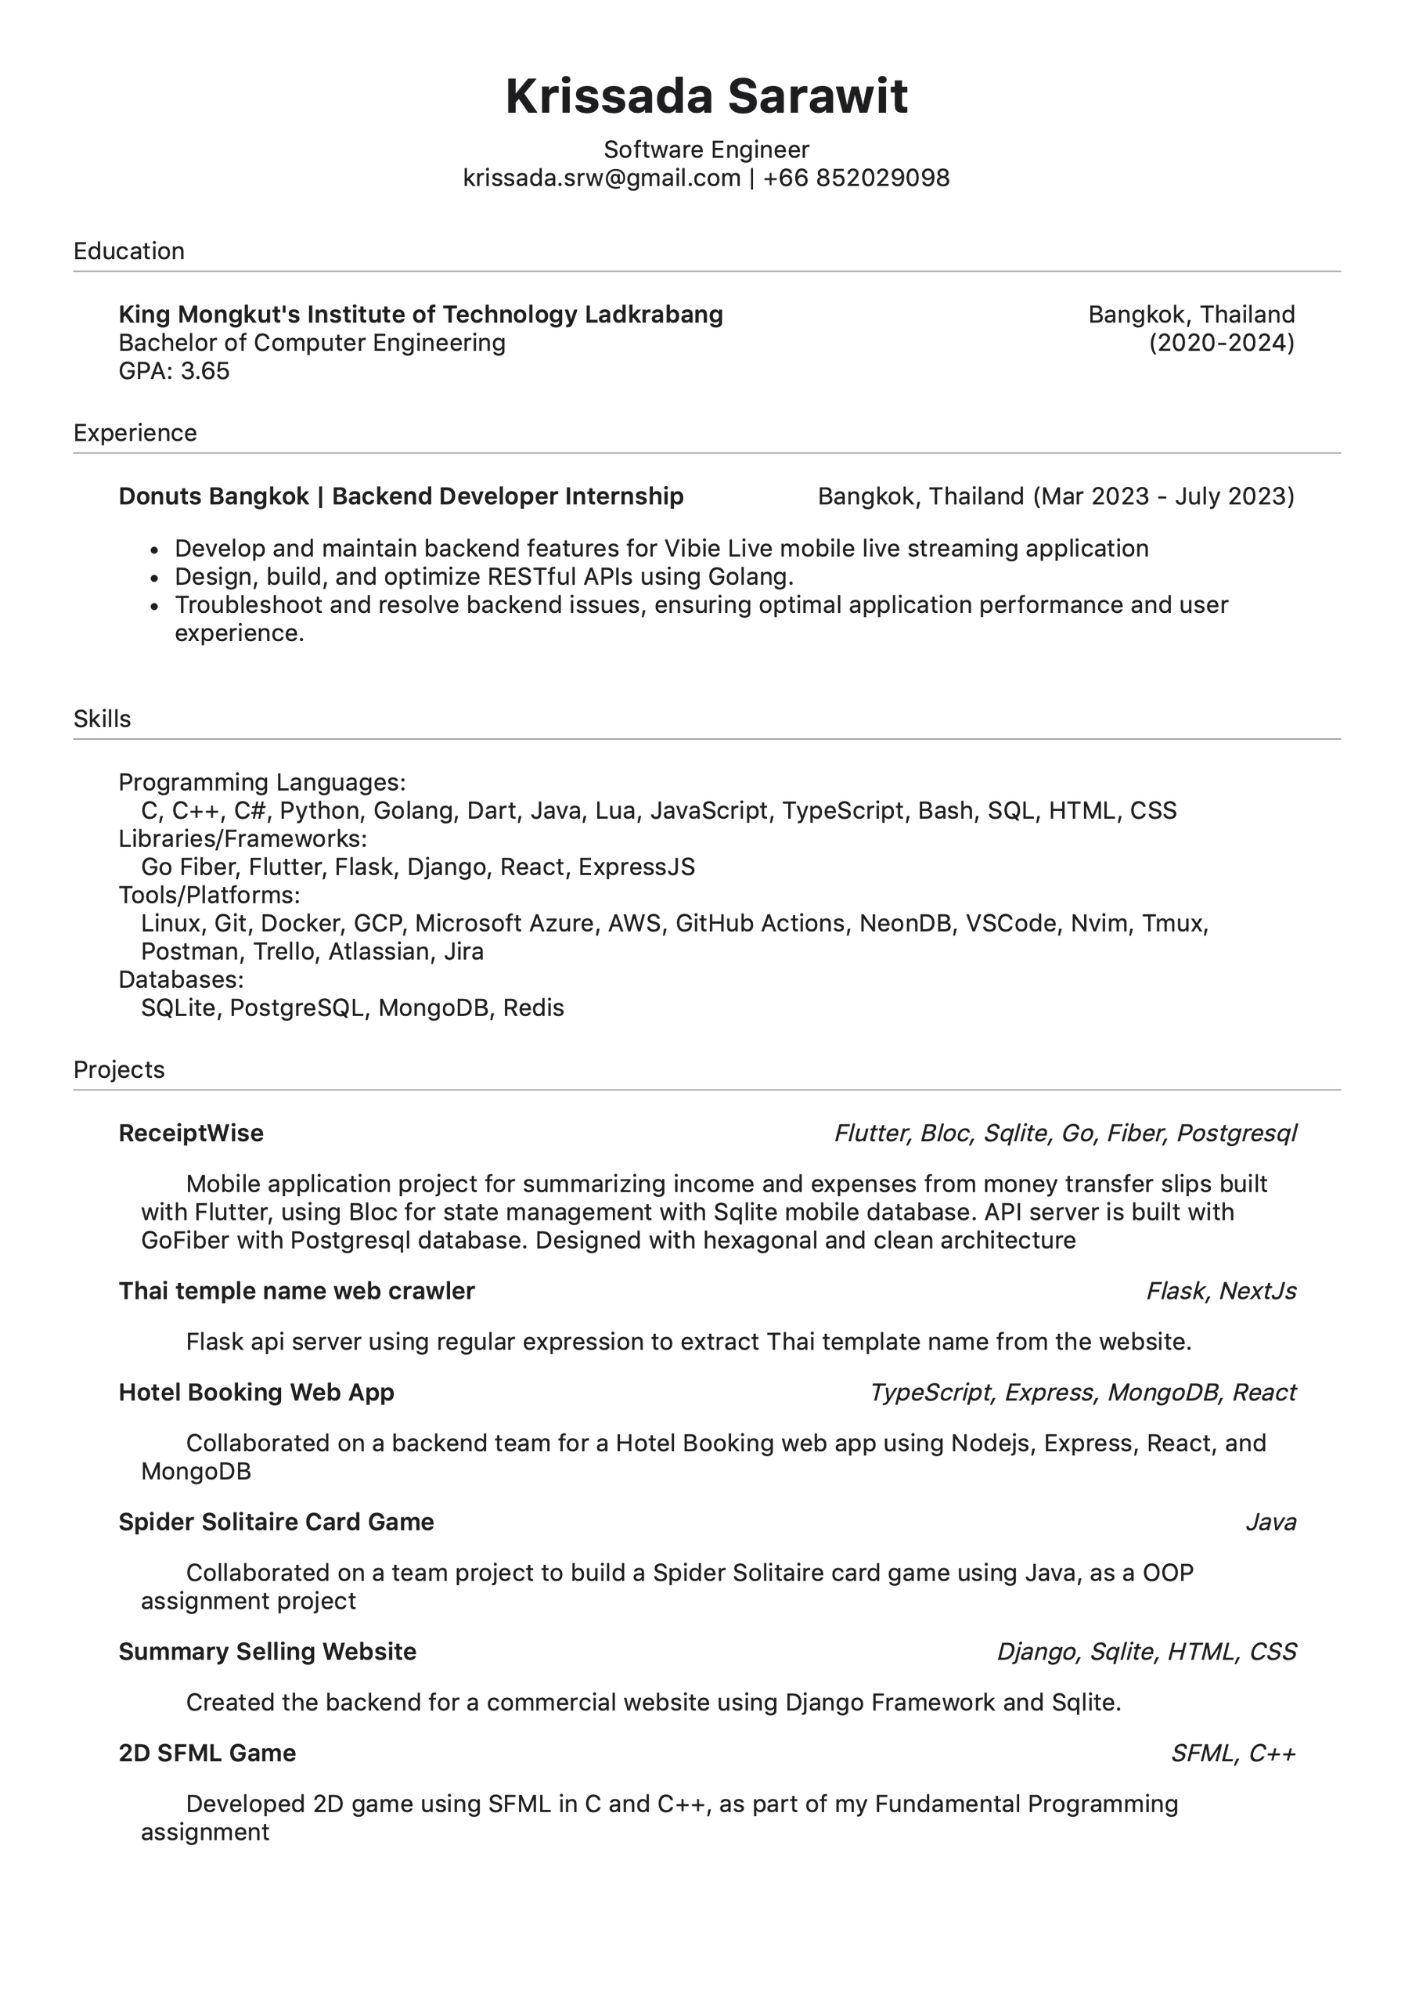 Krissada Sarawit
Software Engineer
krissada.srw@gmail.com | +66 852029098
Education
King Mongkut's Institute of Technology Ladkrabang Bangkok, Thailand
Bachelor of Computer Engineering (2020-2024)
GPA: 3.65
Experience
Donuts Bangkok | Backend Developer Internship Bangkok, Thailand (Mar 2023 - July 2023)
• Develop and maintain backend features for Vibie Live mobile live streaming application
• Design, build, and optimize RESTful APIs using Golang.
• Troubleshoot and resolve backend issues, ensuring optimal application performance and user
experience.
Skills
Programming Languages:
C, C++, C#, Python, Golang, Dart, Java, Lua, JavaScript, TypeScript, Bash, SQL, HTML, CSS
Libraries/Frameworks:
Go Fiber, Flutter, Flask, Django, React, ExpressJS
Tools/Platforms:
Linux, Git, Docker, GCP, Microsoft Azure, AWS, GitHub Actions, NeonDB, VSCode, Nvim, Tmux,
Postman, Trello, Atlassian, Jira
Databases:
SQLite, PostgreSQL, MongoDB, Redis
Projects
ReceiptWise Flutter, Bloc, Sqlite, Go, Fiber, Postgresql
Mobile application project for summarizing income and expenses from money transfer slips built
with Flutter, using Bloc for state management with Sqlite mobile database. API server is built with
GoFiber with Postgresql database. Designed with hexagonal and clean architecture
Thai temple name web crawler Flask, NextJs
Flask api server using regular expression to extract Thai template name from the website.
Hotel Booking Web App TypeScript, Express, MongoDB, React
Collaborated on a backend team for a Hotel Booking web app using Nodejs, Express, React, and
MongoDB
Spider Solitaire Card Game Java
Collaborated on a team project to build a Spider Solitaire card game using Java, as a OOP
assignment project
Summary Selling Website Django, Sqlite, HTML, CSS
Created the backend for a commercial website using Django Framework and Sqlite.
2D SFML Game SFML, C++
Developed 2D game using SFML in C and C++, as part of my Fundamental Programming
assignment